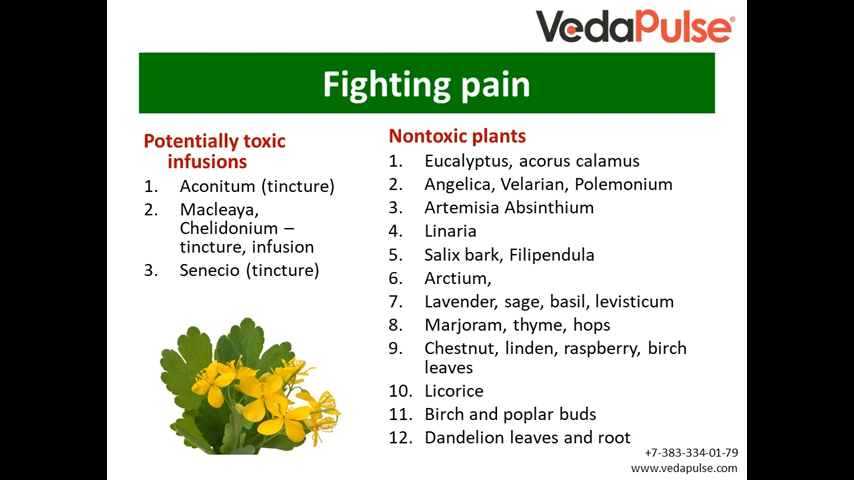 VedaPulse®
Fighting pain
Potentially toxic
infusions
1. Aconitum (tincture)
2. Macleaya,
Chelidonium –
tincture, infusion
3. Senecio (tincture)
Nontoxic plants
1. Eucalyptus, acorus calamus
2. Angelica, Velarian, Polemonium
3. Artemisia Absinthium
4. Linaria
5. Salix bark, Filipendula
6. Arctium,
7. Lavender, sage, basil, levisticum
8. Marjoram, thyme, hops
9. Chestnut, linden, raspberry, birch
leaves
10. Licorice
11. Birch and poplar buds
12. Dandelion leaves and root
+7-383-334-01-79
www.vedapulse.com